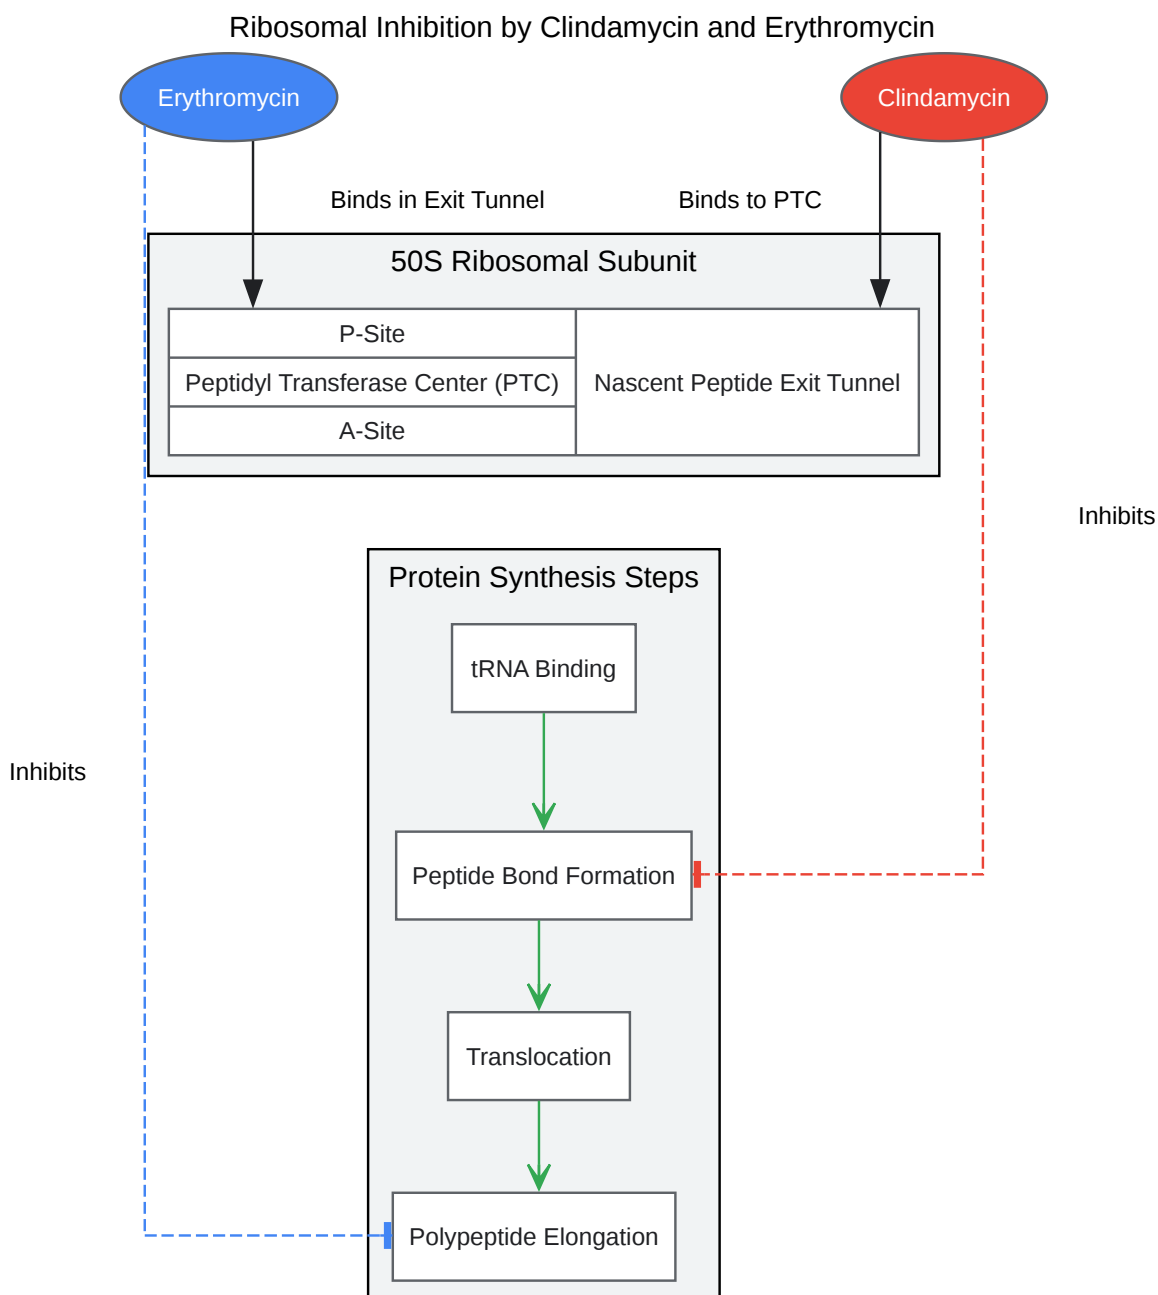 Ribosomal Inhibition by Clindamycin and Erythromycin
Erythromycin
Clindamycin
Binds in Exit Tunnel
Binds to PTC
50S Ribosomal Subunit
P-Site
Peptidyl Transferase Center (PTC)
A-Site
Nascent Peptide Exit Tunnel
Inhibits
Protein Synthesis Steps
tRNA Binding
Inhibits
Peptide Bond Formation
Translocation
Polypeptide Elongation